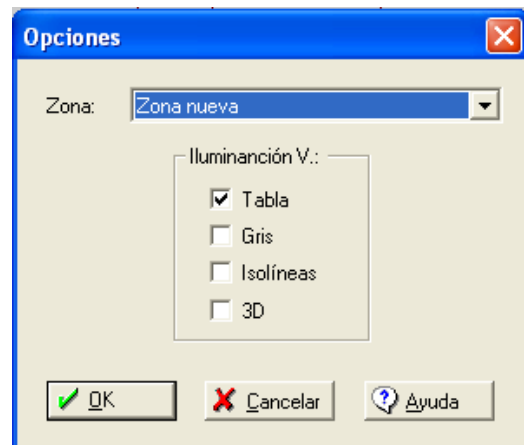 Opciones
Zona: Zona nueva
Iluminanción V.:
Tabla
Gris
Isolíneas
3D
OK Cancelar Ayuda